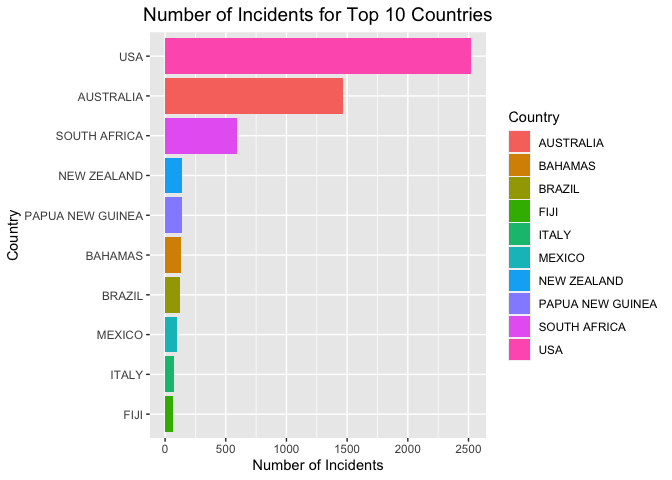 Number of Incidents for Top 10 Countries
Country
USA
AUSTRALIA
SOUTH AFRICA
NEW ZEALAND
PAPUA NEW GUINEA
BAHAMAS
BRAZIL
MEXICO
ITALY
FIJI
0 500 1000 1500 2000 2500
Number of Incidents
Country
AUSTRALIA
BAHAMAS
BRAZIL
FIJI
ITALY
MEXICO
NEW ZEALAND
PAPUA NEW GUINEA
SOUTH AFRICA
USA